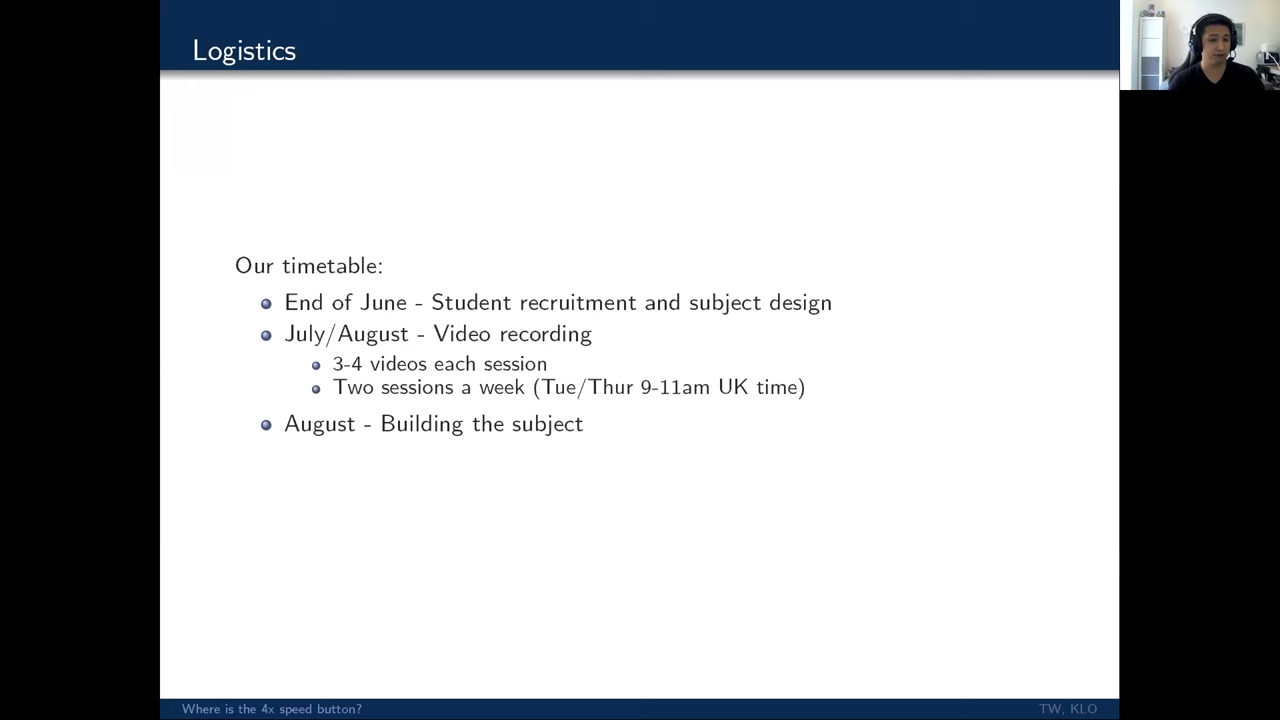 Logistics
Our timetable:
End of June - Student recruitment and subject design
July/August - Video recording
3-4 videos each session
Two sessions a week (Tue/Thur 9-11am UK time)
August - Building the subject
Where is the 4x speed button?
TW, KLO